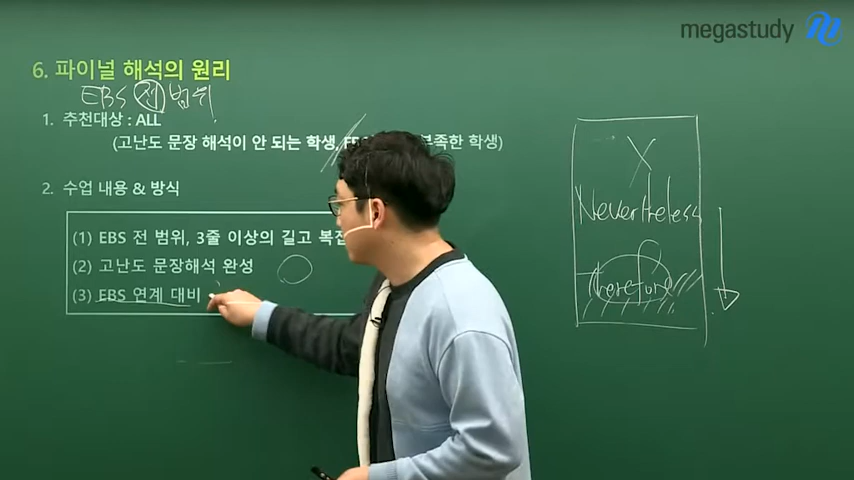 megastudy
6. 파이널 해석의 원리
EBS 전 범위
1. 추천대상 : ALL
(고난도 문장 해석이 안 되는 학생, 부족한 학생)
2. 수업 내용 & 방식
(1) EBS 전 범위, 3줄 이상의 길고
(2) 고난도 문장해석 완성
(3) EBS 연계 대비
X
Nevertheless
Therefore